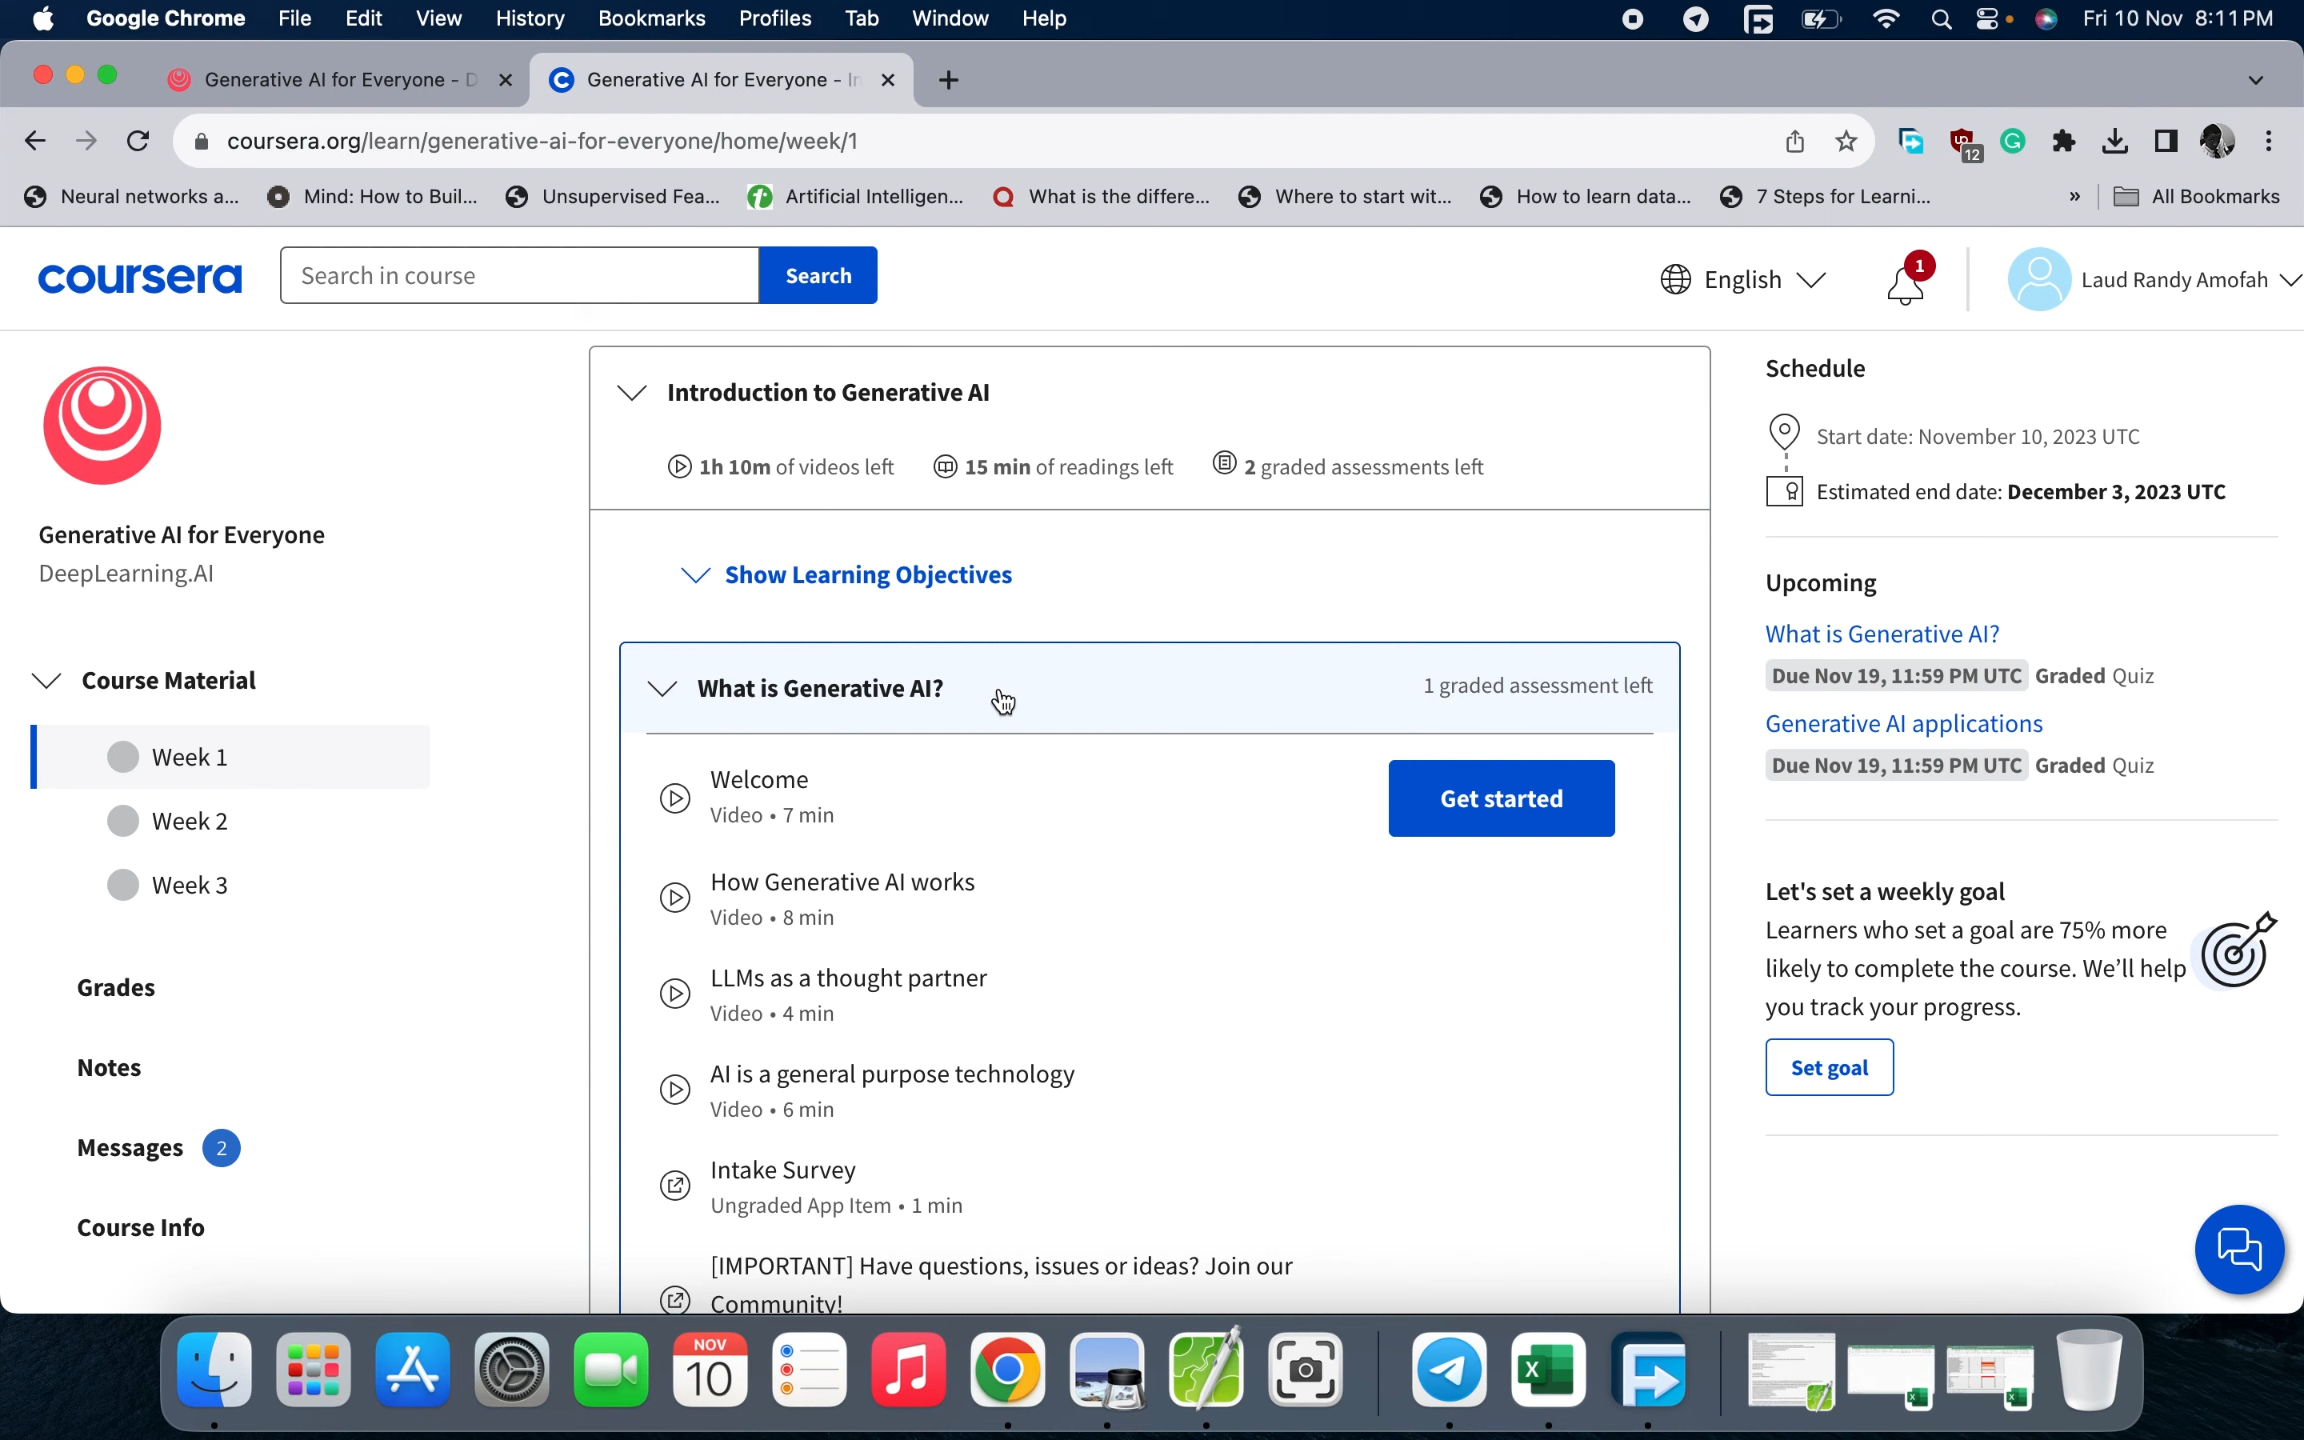 Google Chrome File Edit View History Bookmarks Profiles Tab Window Help Fri 10 Nov 8:11 PM
Generative AI for Everyone - D Generative AI for Everyone - In
coursera.org/learn/generative-ai-for-everyone/home/week/1 12
Neural networks a... Mind: How to Buil... Unsupervised Fea... Artificial Intelligen... What is the differe... Where to start wit... How to learn data... 7 Steps for Learni... » All Bookmarks
coursera Search in course Search English 1 Laud Randy Amofah
Generative AI for Everyone
DeepLearning.AI
Course Material
Week 1
Week 2
Week 3
Grades
Notes
Messages 2
Course Info
Introduction to Generative AI
1h 10m of videos left 15 min of readings left 2 graded assessments left
Show Learning Objectives
What is Generative AI? 1 graded assessment left
Welcome
Video • 7 min
Get started
How Generative AI works
Video • 8 min
LLMs as a thought partner
Video • 4 min
AI is a general purpose technology
Video • 6 min
Intake Survey
Ungraded App Item • 1 min
[IMPORTANT] Have questions, issues or ideas? Join our
Community!
Schedule
Start date: November 10, 2023 UTC
Estimated end date: December 3, 2023 UTC
Upcoming
What is Generative AI?
Due Nov 19, 11:59 PM UTC Graded Quiz
Generative AI applications
Due Nov 19, 11:59 PM UTC Graded Quiz
Let's set a weekly goal
Learners who set a goal are 75% more
likely to complete the course. We'll help
you track your progress.
Set goal
NOV
10